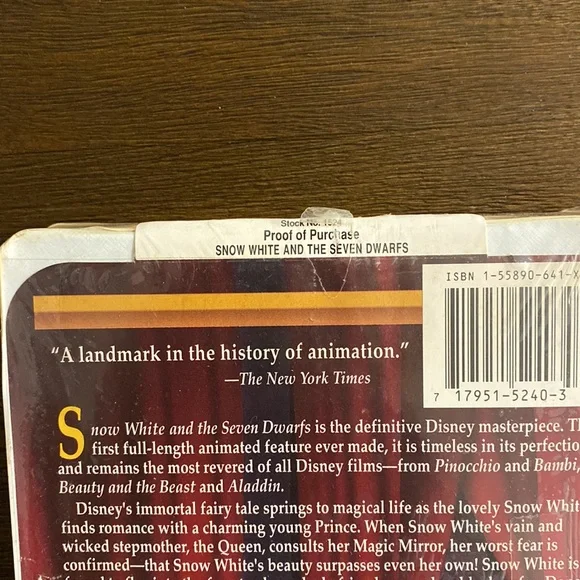 Stock No. 1524
Proof of Purchase
SNOW WHITE AND THE SEVEN DWARFS
ISBN 1-55890-641-X
7 17951-5240-3
“A landmark in the history of animation.”
—The New York Times
Snow White and the Seven Dwarfs is the definitive Disney masterpiece.
first full-length animated feature ever made, it is timeless in its
and remains the most revered of all Disney films—from Pinocchio and Bambi,
Beauty and the Beast and Aladdin.
Disney's immortal fairy tale springs to magical life as the lovely Snow
finds romance with a charming young Prince. When Snow White's vain and
wicked stepmother, the Queen, consults her Magic Mirror, her worst fear is
confirmed—that Snow White's beauty surpasses even her own! Snow White is